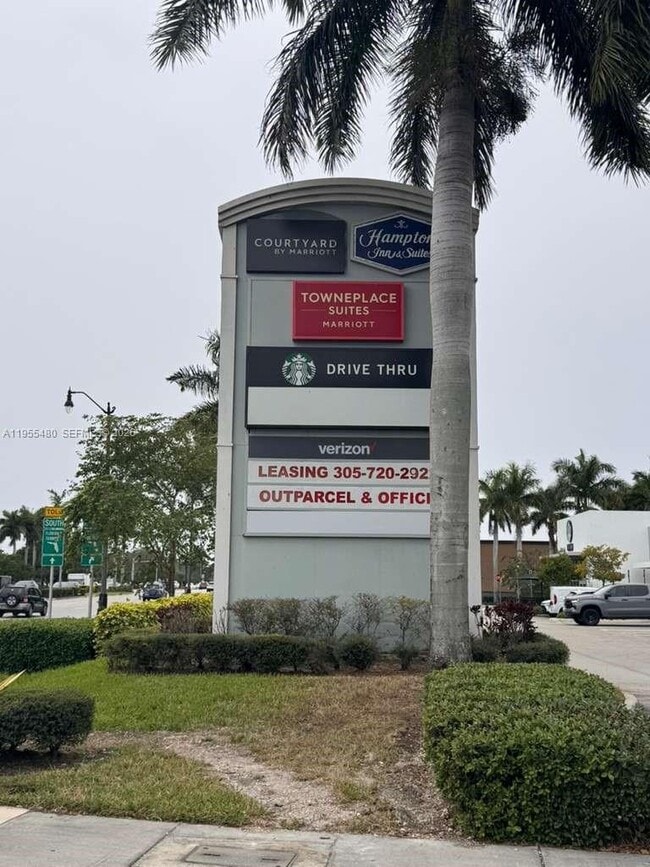 COURTYARD
BY MARRIOTT
Hampton
Inn & Suites
TOWNEPLACE
SUITES
MARRIOTT
DRIVE THRU
verizon
LEASING 305-720-292
OUTPARCEL & OFFIC
A11955480
SOUTH